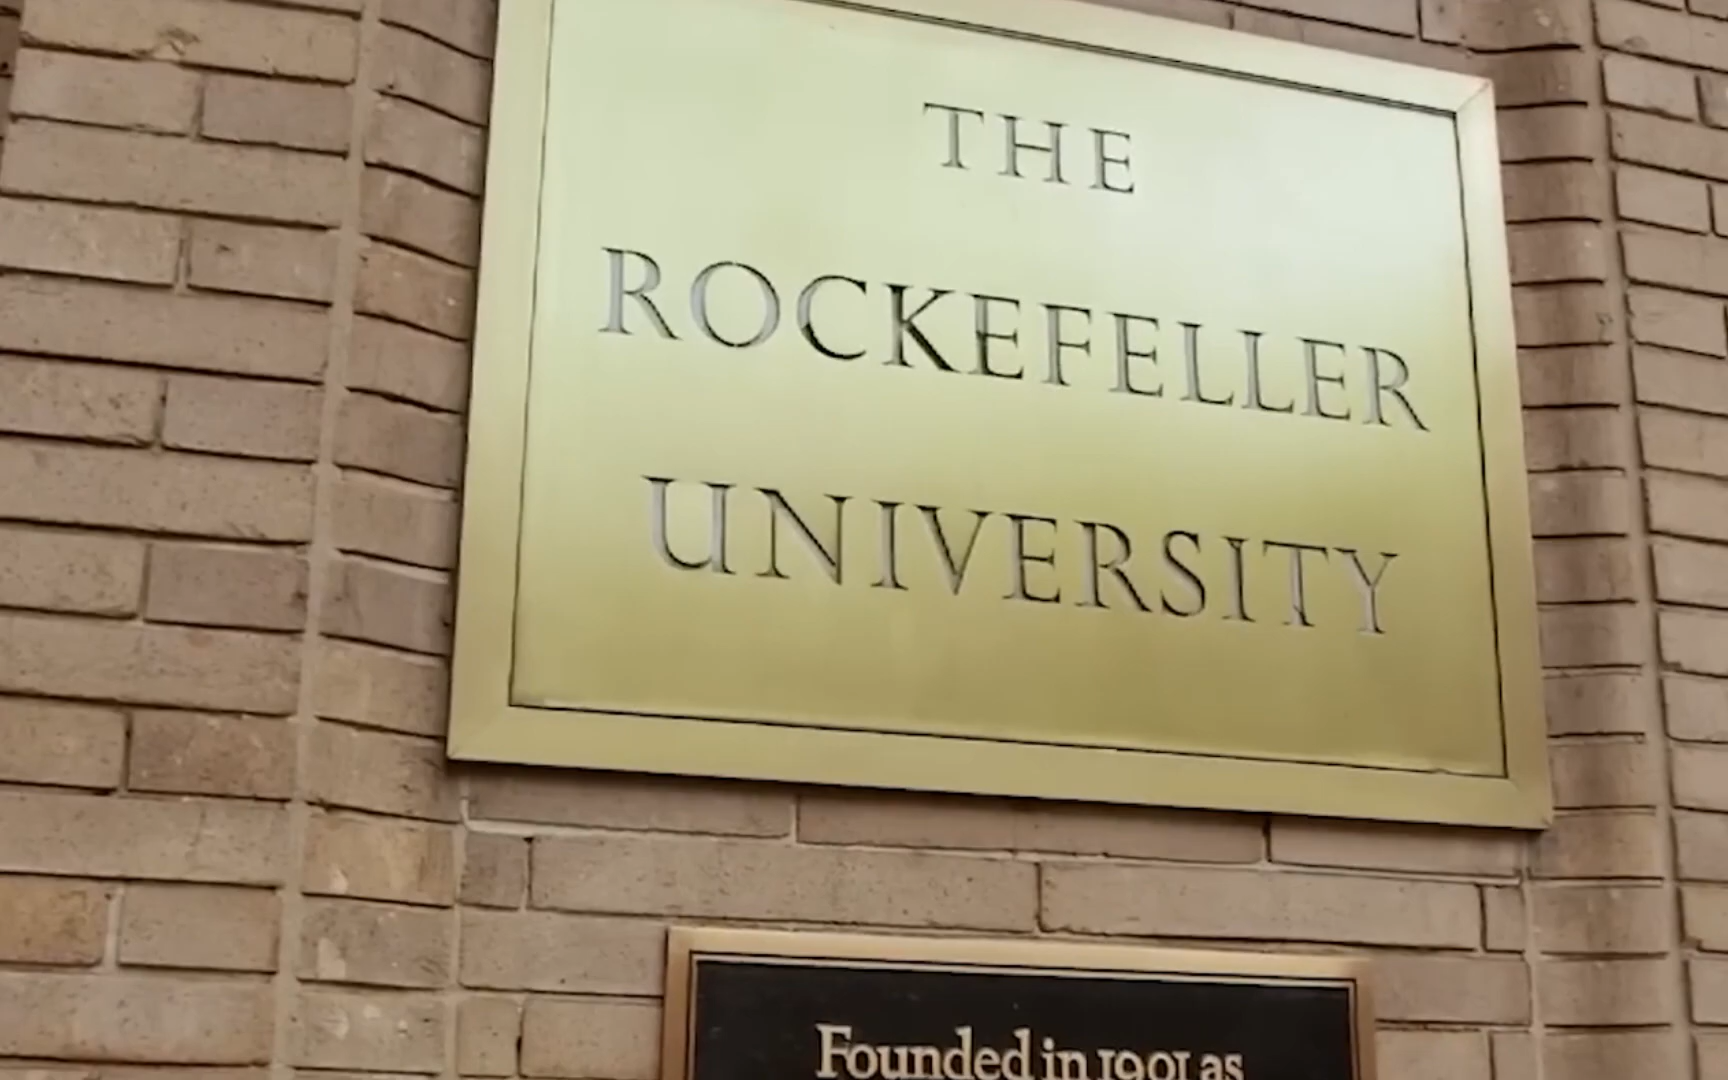 THE
ROCKEFELLER
UNIVERSITY
Founded in 1901 as